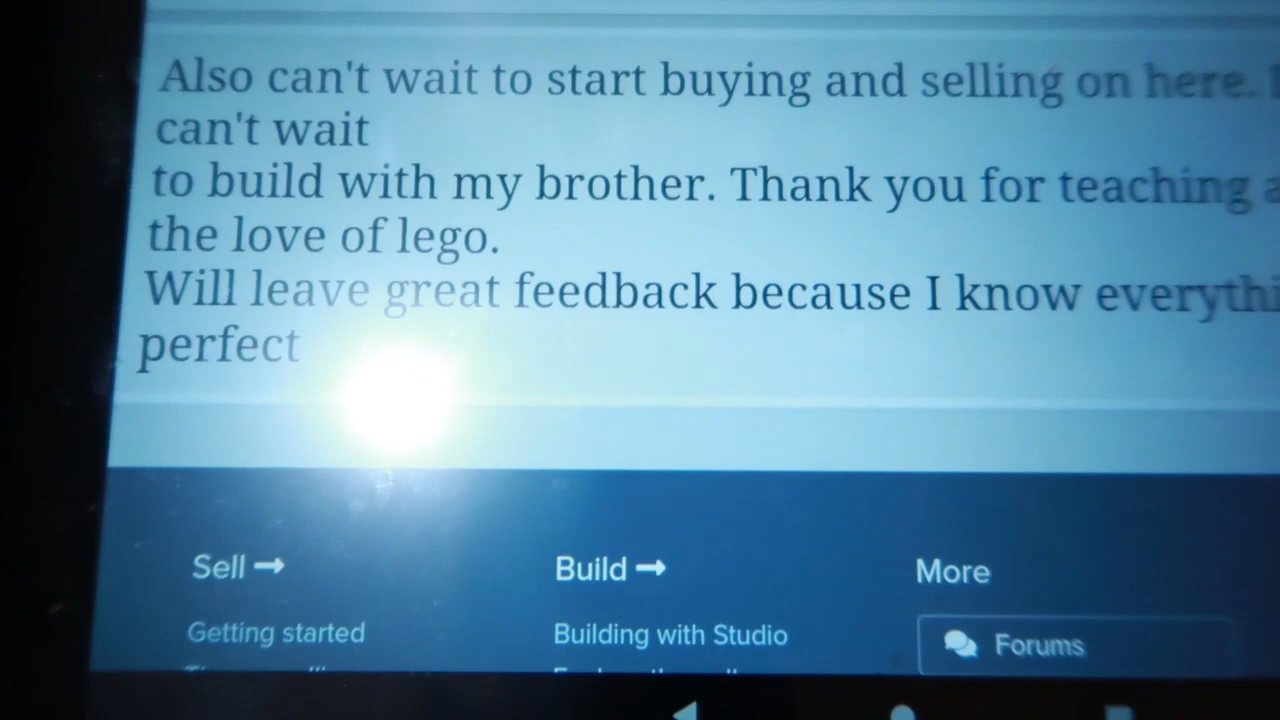 Also can't wait to start buying and selling on here.
can't wait
to build with my brother. Thank you for teaching
the love of lego.
Will leave great feedback because I know
perfect
Sell
Build
More
Getting started
Building with Studio
Forums